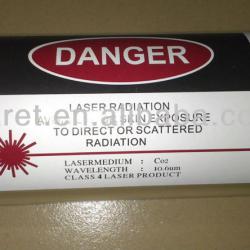 DANGER
LASER RADIATION
SKIN EXPOSURE
TO DIRECT OR SCATTERED
RADIATION
LASERMEDIUM : Co2
WAVELENGTH : 10.6um
CLASS 4 LASER PRODUCT